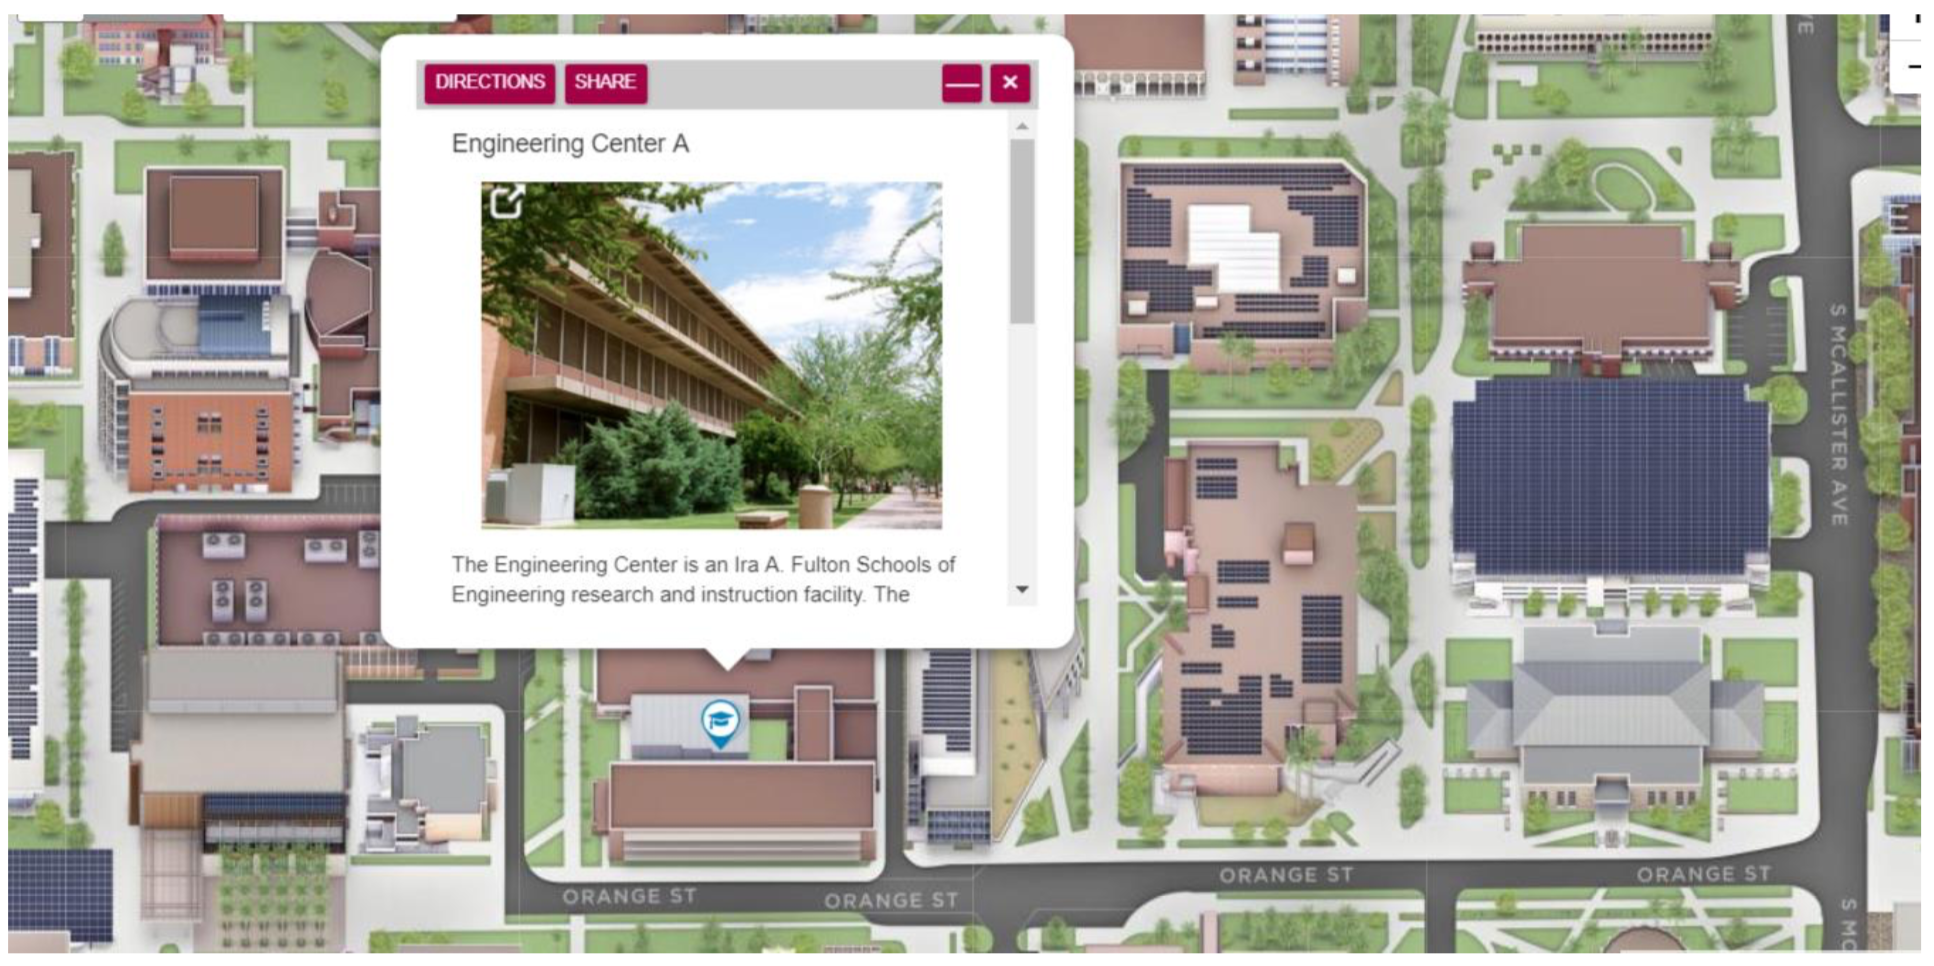 DIRECTIONS
SHARE
Engineering Center A
The Engineering Center is an Ira A. Fulton Schools of
Engineering research and instruction facility. The
S MCALLISTER AVE
ORANGE ST
ORANGE ST
ORANGE ST
ORANGE ST